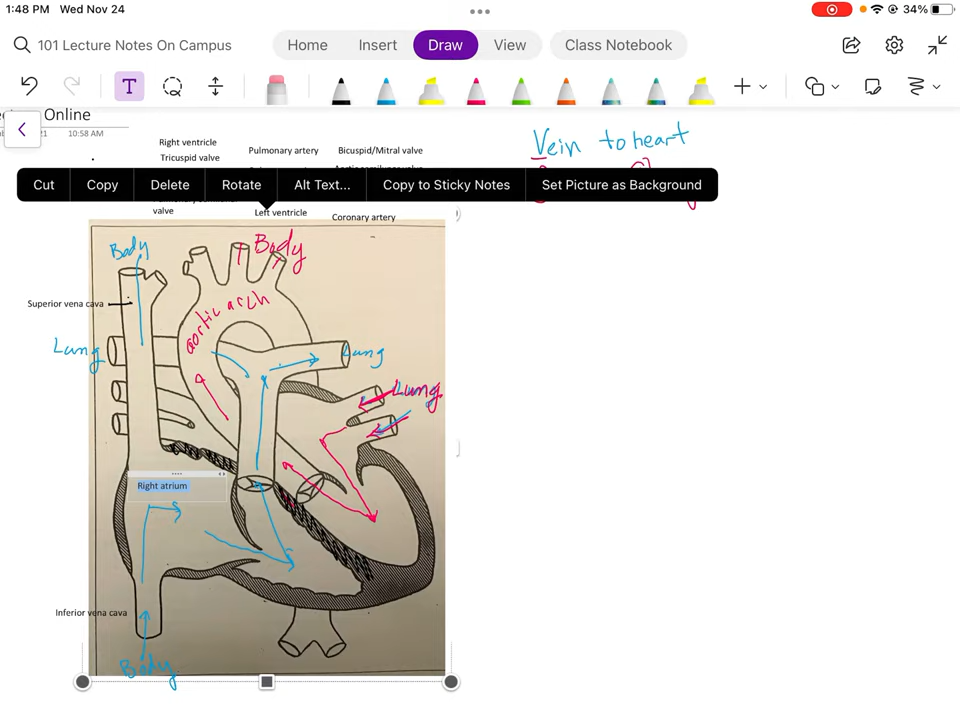 1:48 PM Wed Nov 24
34%
101 Lecture Notes On Campus
Home Insert Draw View Class Notebook
T
Online
21 10:58 AM
Right ventricle
Tricuspid valve
Pulmonary artery
Bicuspid/Mitral valve
Vein to heart
Cut Copy Delete Rotate Alt Text... Copy to Sticky Notes Set Picture as Background
valve
Left ventricle
Coronary artery
Body
Body
Superior vena cava
aortic arch
Lung
Lung
Lung
Right atrium
Inferior vena cava
Body